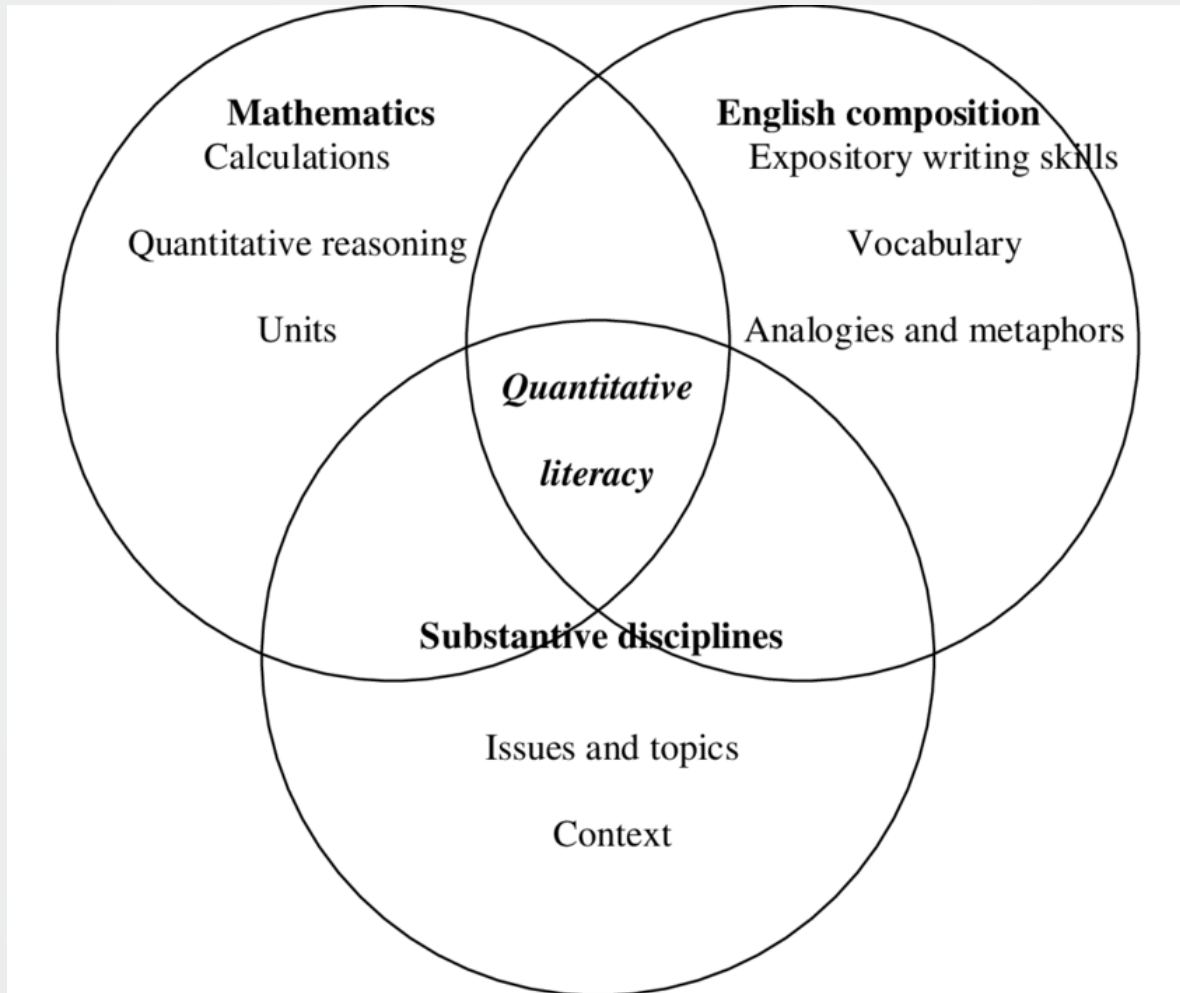 Mathematics
Calculations
Quantitative reasoning
Units
English composition
Expository writing skills
Vocabulary
Analogies and metaphors
Quantitative
literacy
Substantive disciplines
Issues and topics
Context